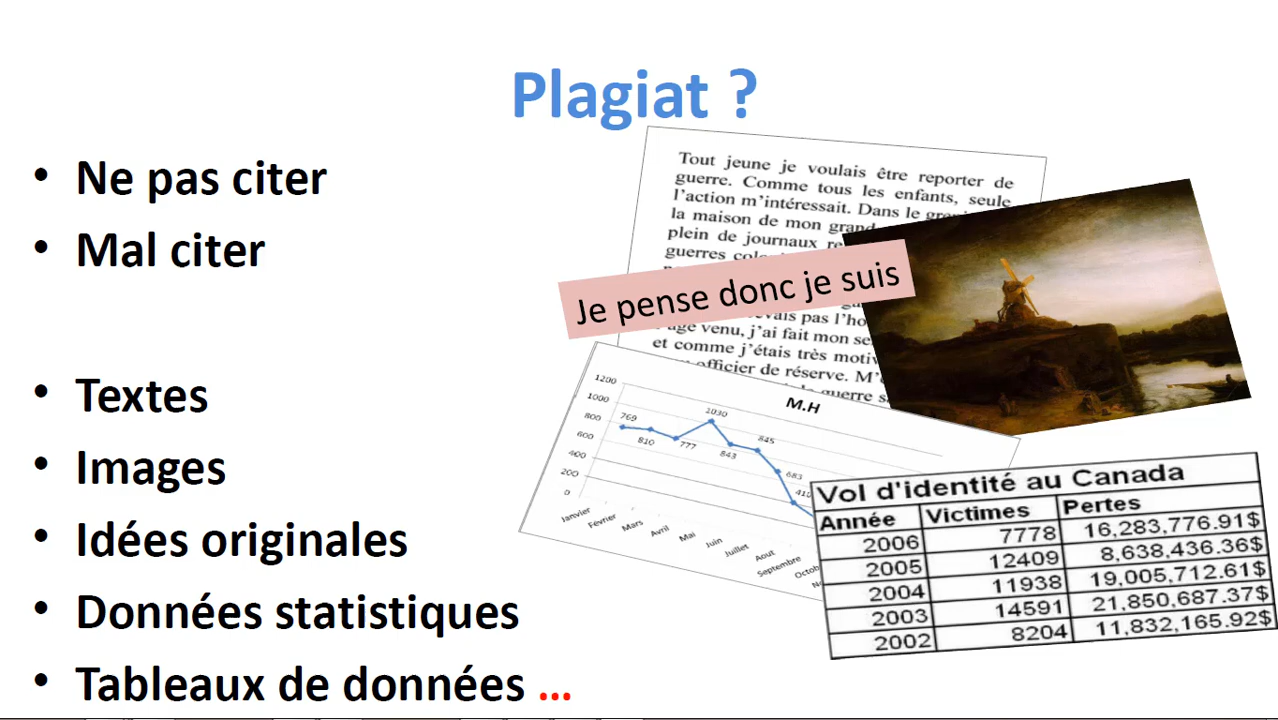 Plagiat ?
• Ne pas citer
• Mal citer
• Textes
• Images
• Idées originales
• Données statistiques
• Tableaux de données ...
Tout jeune je voulais être reporter de
guerre. Comme tous les enfants, seule
l'action m'intéressait. Dans le
la maison de mon
plein de journaux
guerres
Je pense donc je suis
pas
venu, j'ai fait mon
et comme j'étais très
officier de réserve.
guerre
M.H
1200
1000
800
600
400
200
0
769
810
777
1030
843
845
683
410
Janvier
Février
Mars
Avril
Mai
Juin
Juillet
Aout
Septembre
Vol d'identité au Canada
Année Victimes Pertes
2006 7778 16,283,776.91$
2005 12409 8,638,436.36$
2004 11938 19,005,712.61$
2003 14591 21,850,687.37$
2002 8204 11,832,165.92$